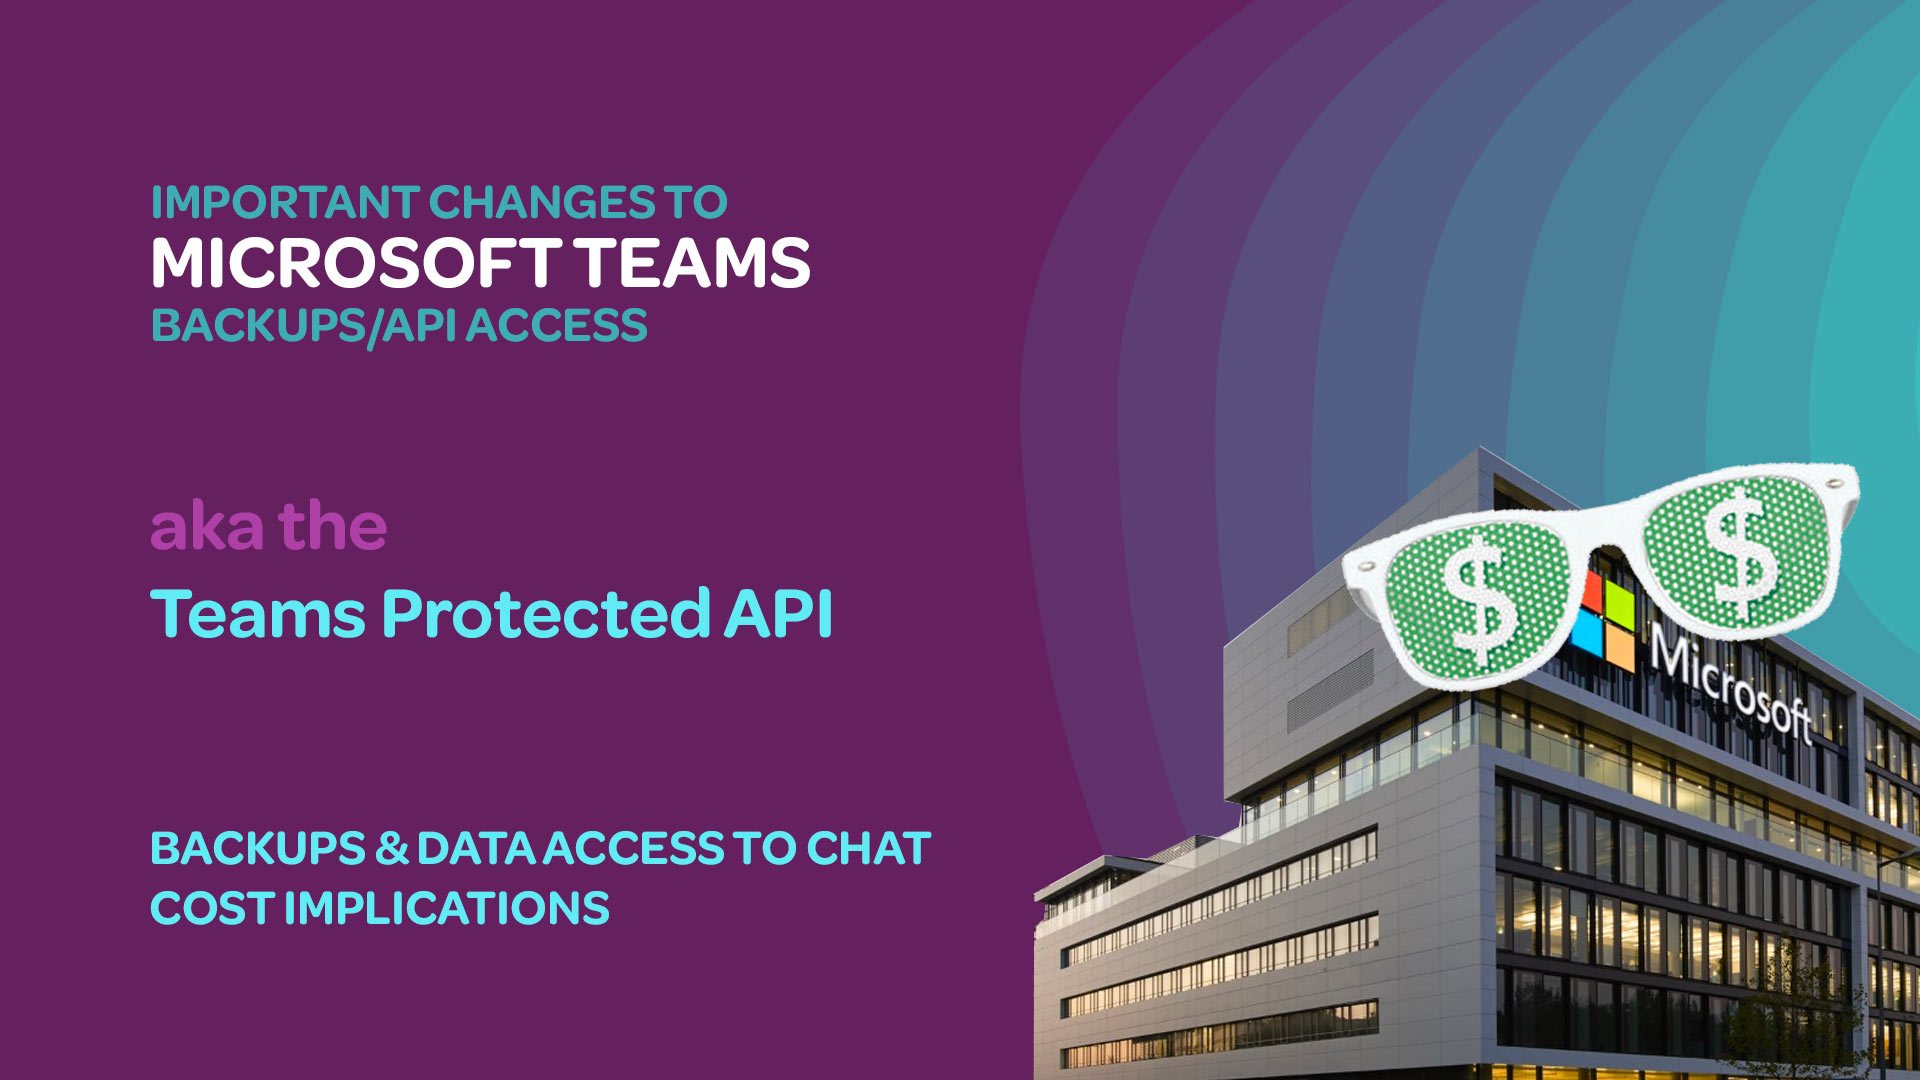 IMPORTANT CHANGES TO
MICROSOFT TEAMS
BACKUPS/API ACCESS
aka the
Teams Protected API
BACKUPS & DATA ACCESS TO CHAT
COST IMPLICATIONS
$ $
Microsoft